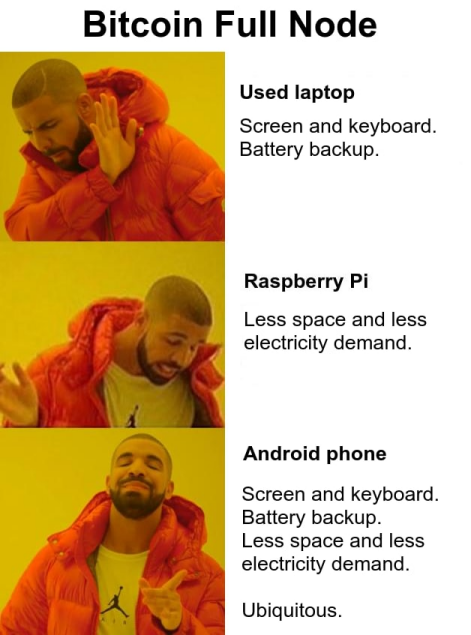 Bitcoin Full Node
Used laptop
Screen and keyboard.
Battery backup.
Raspberry Pi
Less space and less
electricity demand.
Android phone
Screen and keyboard.
Battery backup.
Less space and less
electricity demand.
Ubiquitous.